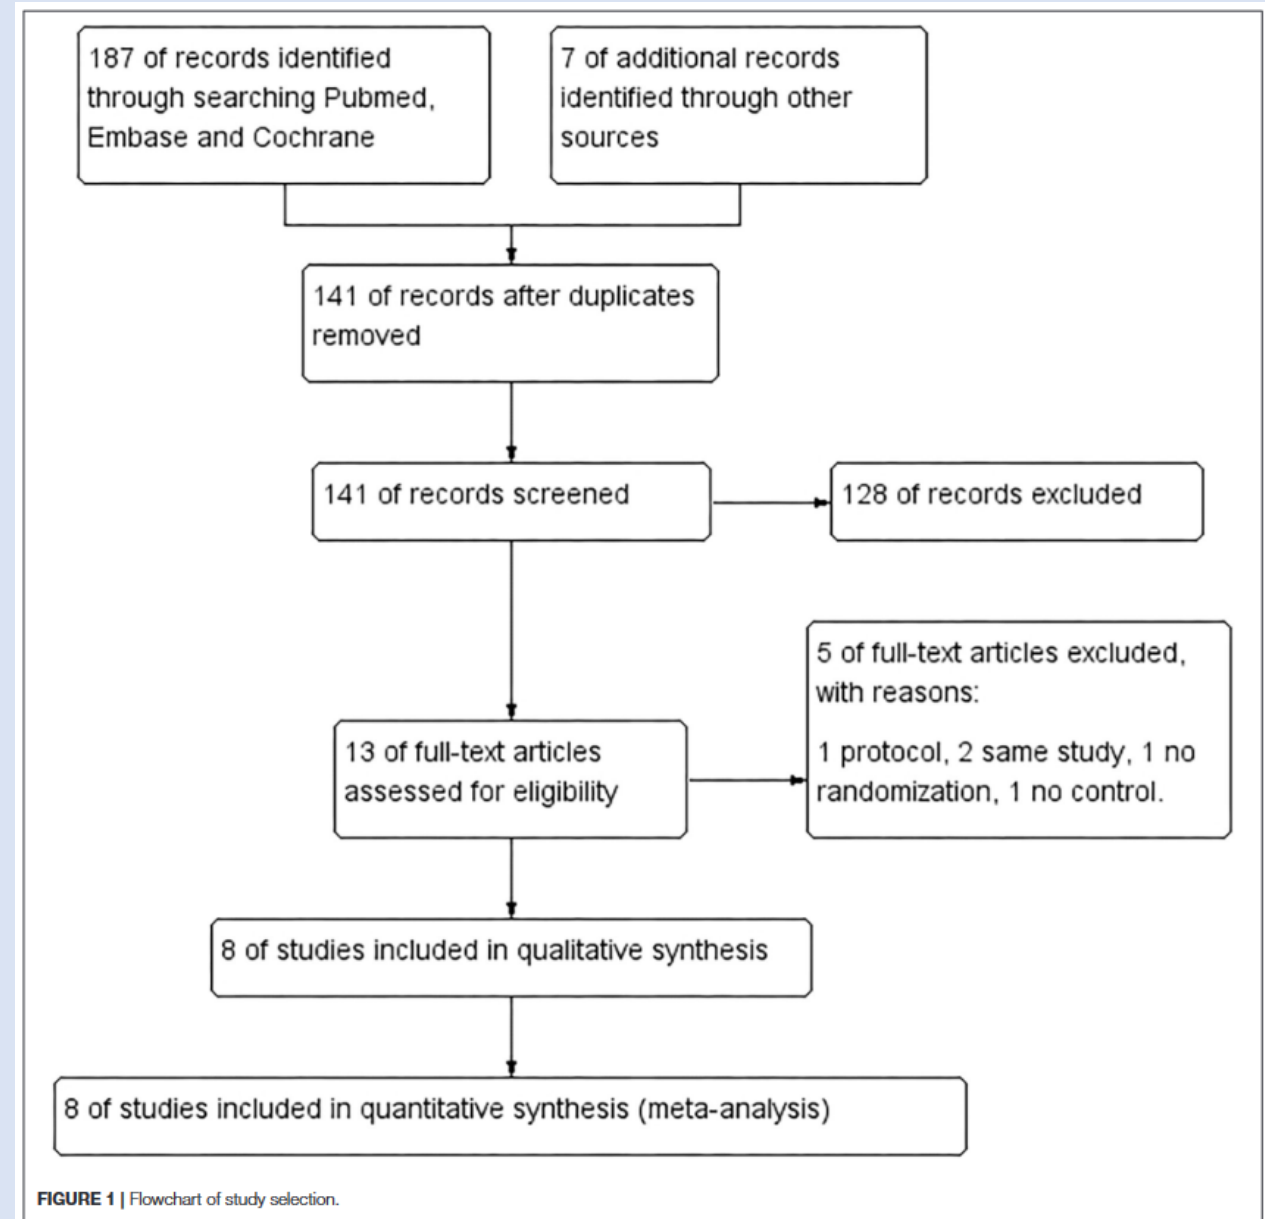 187 of records identified
through searching Pubmed,
Embase and Cochrane
7 of additional records
identified through other
sources
141 of records after duplicates
removed
141 of records screened
128 of records excluded
5 of full-text articles excluded,
with reasons:
1 protocol, 2 same study, 1 no
randomization, 1 no control.
13 of full-text articles
assessed for eligibility
8 of studies included in qualitative synthesis
8 of studies included in quantitative synthesis (meta-analysis)
FIGURE 1 | Flowchart of study selection.